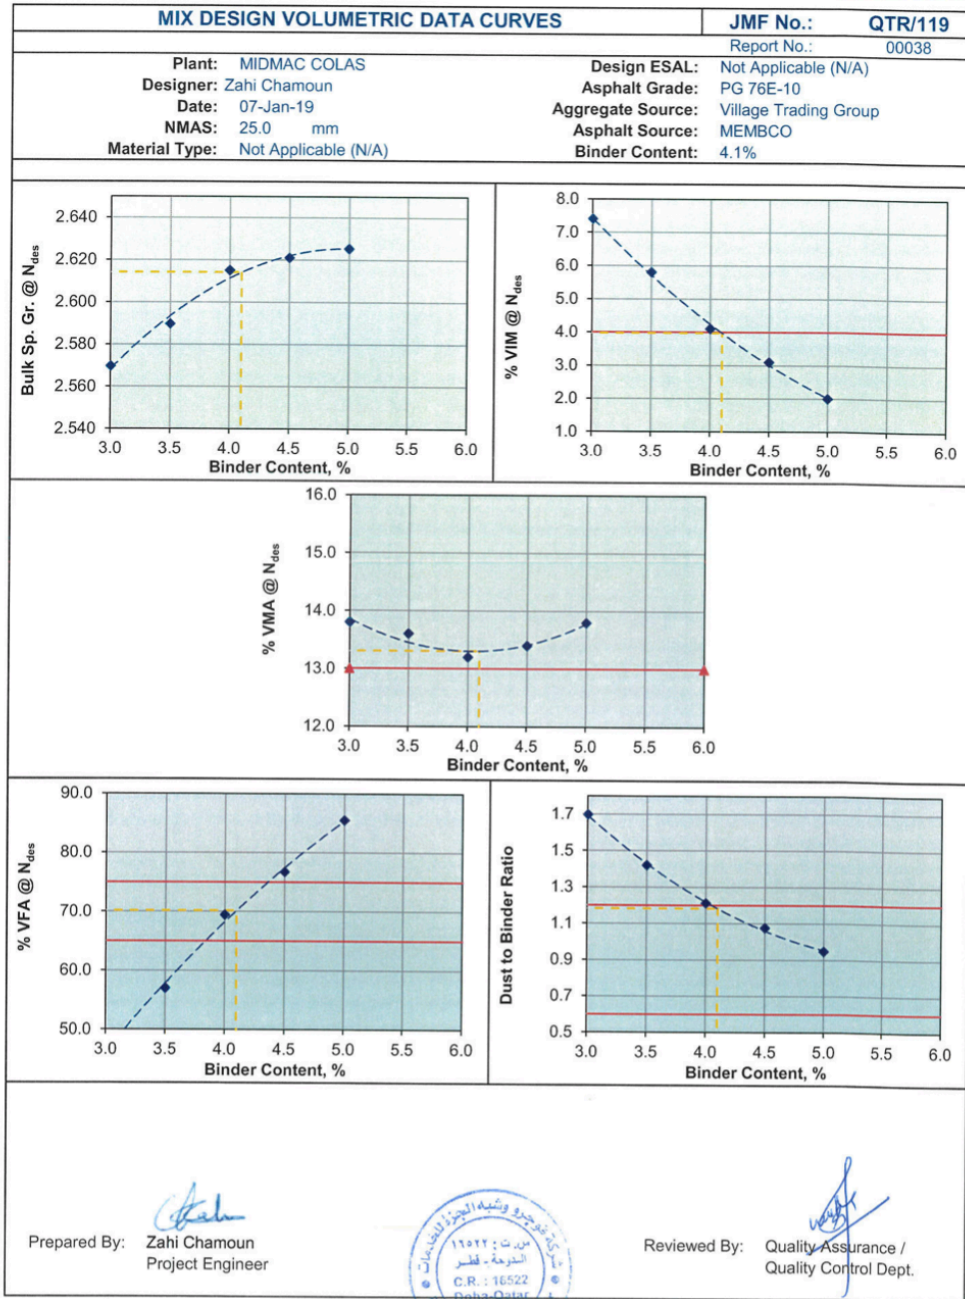 MIX DESIGN VOLUMETRIC DATA CURVES
JMF No.: QTR/119
Report No.: 00038
Plant: MIDMAC COLAS
Designer: Zahi Chamoun
Date: 07-Jan-19
NMAS: 25.0 mm
Material Type: Not Applicable (N/A)
Design ESAL: Not Applicable (N/A)
Asphalt Grade: PG 76E-10
Aggregate Source: Village Trading Group
Asphalt Source: MEMBCO
Binder Content: 4.1%
Bulk Sp. Gr. @ Ndes
2.640
2.620
2.600
2.580
2.560
2.540
3.0 3.5 4.0 4.5 5.0 5.5 6.0
Binder Content, %
% VIM @ Ndes
8.0
7.0
6.0
5.0
4.0
3.0
2.0
1.0
3.0 3.5 4.0 4.5 5.0 5.5 6.0
Binder Content, %
% VMA @ Ndes
16.0
15.0
14.0
13.0
12.0
3.0 3.5 4.0 4.5 5.0 5.5 6.0
Binder Content, %
% VFA @ Ndes
90.0
80.0
70.0
60.0
50.0
3.0 3.5 4.0 4.5 5.0 5.5 6.0
Binder Content, %
Dust to Binder Ratio
1.7
1.5
1.3
1.1
0.9
0.7
0.5
3.0 3.5 4.0 4.5 5.0 5.5 6.0
Binder Content, %
Prepared By: Zahi Chamoun
Project Engineer
شركة فوجرو وشبه الجزيرة للخدمات
س.ت : ١٦٥٢٢
الدوحة - قطر
C.R. : 16522
Doha-Qatar
Reviewed By: Quality Assurance /
Quality Control Dept.